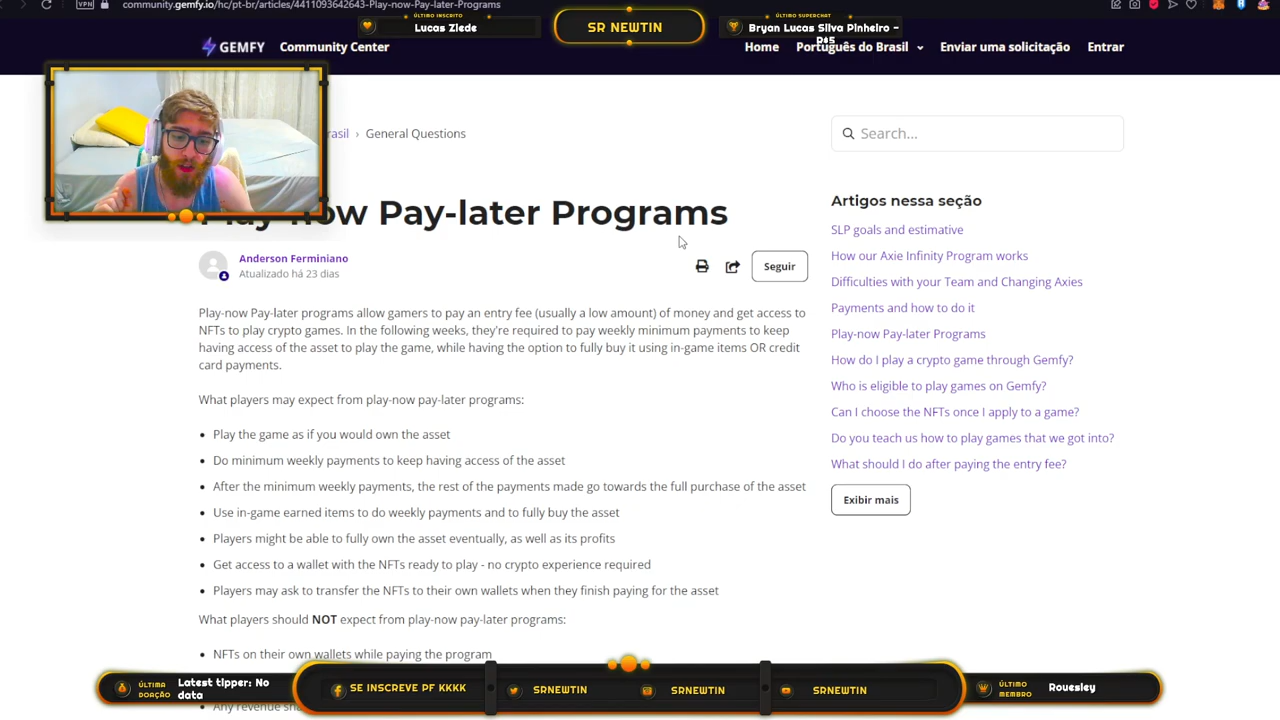 VPN
community.gemfy.io/hc/pt-br/articles/4411093642643-Play-now-Pay-later-Programs
ÚLTIMO INSCRITO
Lucas Ziede
SR NEWTIN
ÚLTIMO SUPERCHAT
Bryan Lucas Silva Pinheiro -
R$5
GEMFY Community Center
Home
Português do Brasil
Enviar uma solicitação
Entrar
rasil General Questions
Search...
now Pay-later Programs
Anderson Ferminiano
Atualizado há 23 dias
Seguir
Play-now Pay-later programs allow gamers to pay an entry fee (usually a low amount) of money and get access to
NFTs to play crypto games. In the following weeks, they're required to pay weekly minimum payments to keep
having access of the asset to play the game, while having the option to fully buy it using in-game items OR credit
card payments.
What players may expect from play-now pay-later programs:
• Play the game as if you would own the asset
• Do minimum weekly payments to keep having access of the asset
• After the minimum weekly payments, the rest of the payments made go towards the full purchase of the asset
• Use in-game earned items to do weekly payments and to fully buy the asset
• Players might be able to fully own the asset eventually, as well as its profits
• Get access to a wallet with the NFTs ready to play - no crypto experience required
• Players may ask to transfer the NFTs to their own wallets when they finish paying for the asset
What players should NOT expect from play-now pay-later programs:
• NFTs on their own wallets while paying the program
Any revenue sha
Artigos nessa seção
SLP goals and estimative
How our Axie Infinity Program works
Difficulties with your Team and Changing Axies
Payments and how to do it
Play-now Pay-later Programs
How do I play a crypto game through Gemfy?
Who is eligible to play games on Gemfy?
Can I choose the NFTs once I apply to a game?
Do you teach us how to play games that we got into?
What should I do after paying the entry fee?
Exibir mais
ÚLTIMA
DOAÇÃO
Latest tipper: No
data
SE INSCREVE PF KKKK
SRNEWTIN
SRNEWTIN
SRNEWTIN
ÚLTIMO
MEMBRO
Rouesley